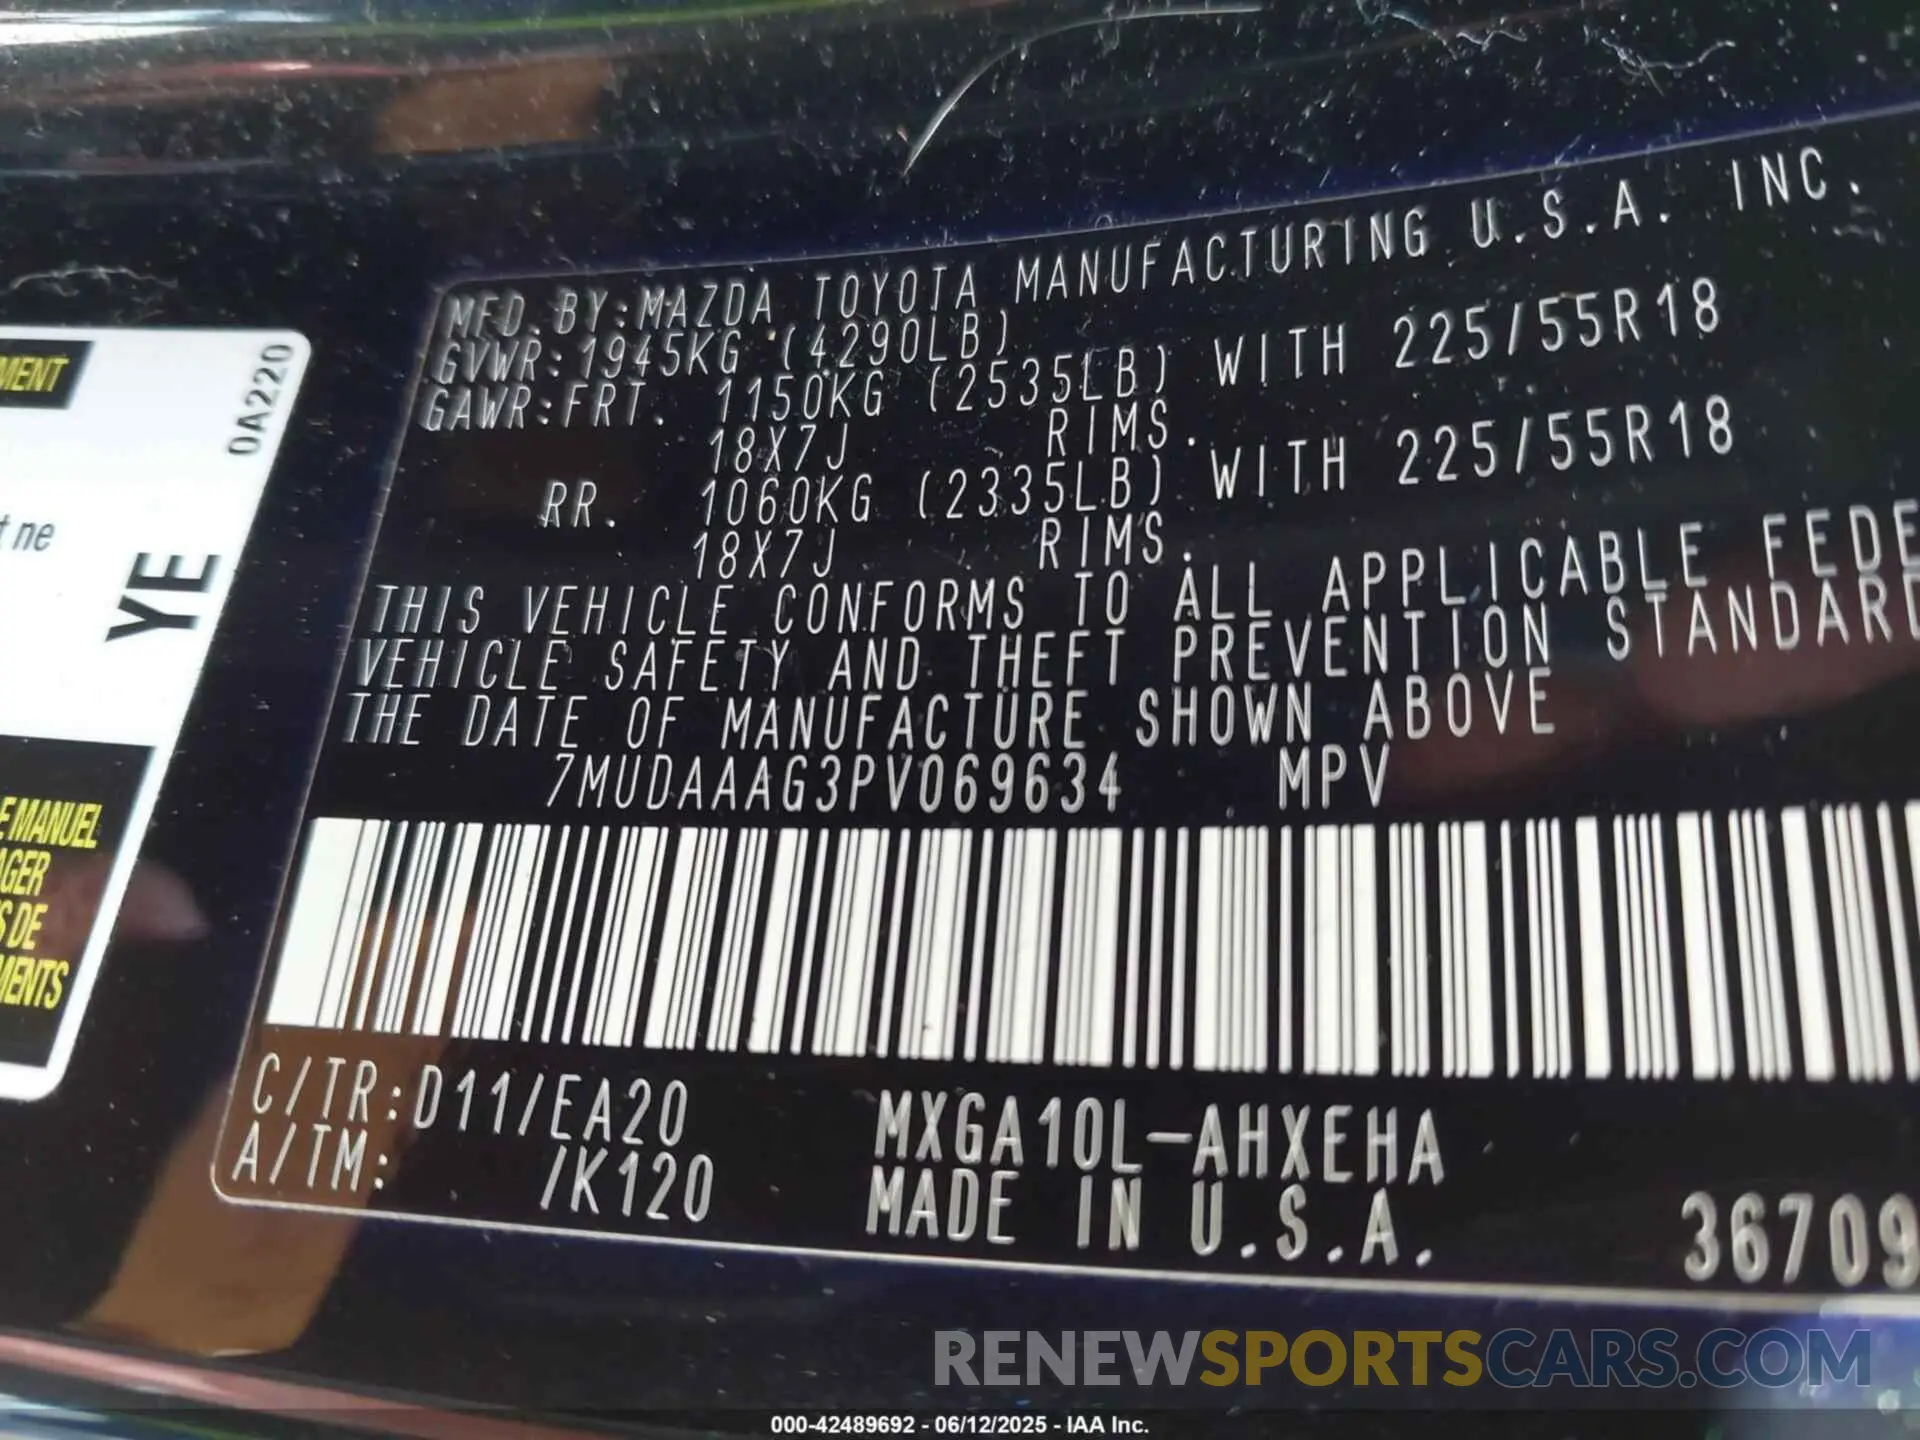 MFD. BY:MAZDA TOYOTA MANUFACTURING U.S.A. INC.
GVWR:1945KG (4290LB)
GAWR:FRT. 1150KG (2535LB) WITH 225/55R18
18X7J RIMS.
RR. 1060KG (2335LB) WITH 225/55R18
18X7J RIMS.
THIS VEHICLE CONFORMS TO ALL APPLICABLE FEDE
VEHICLE SAFETY AND THEFT PREVENTION STANDARD
THE DATE OF MANUFACTURE SHOWN ABOVE
7MUDAAAG3PV069634 MPV
C/TR:D11/EA20 MXGA10L-AHXEHA
A/TM: /K120 MADE IN U.S.A. 36709
MENT
0A220
t ne
YE
E MANUEL
AGER
S DE
MENTS
RENEWSPORTSCARS.COM
000-42489692 - 06/12/2025 - IAA Inc.